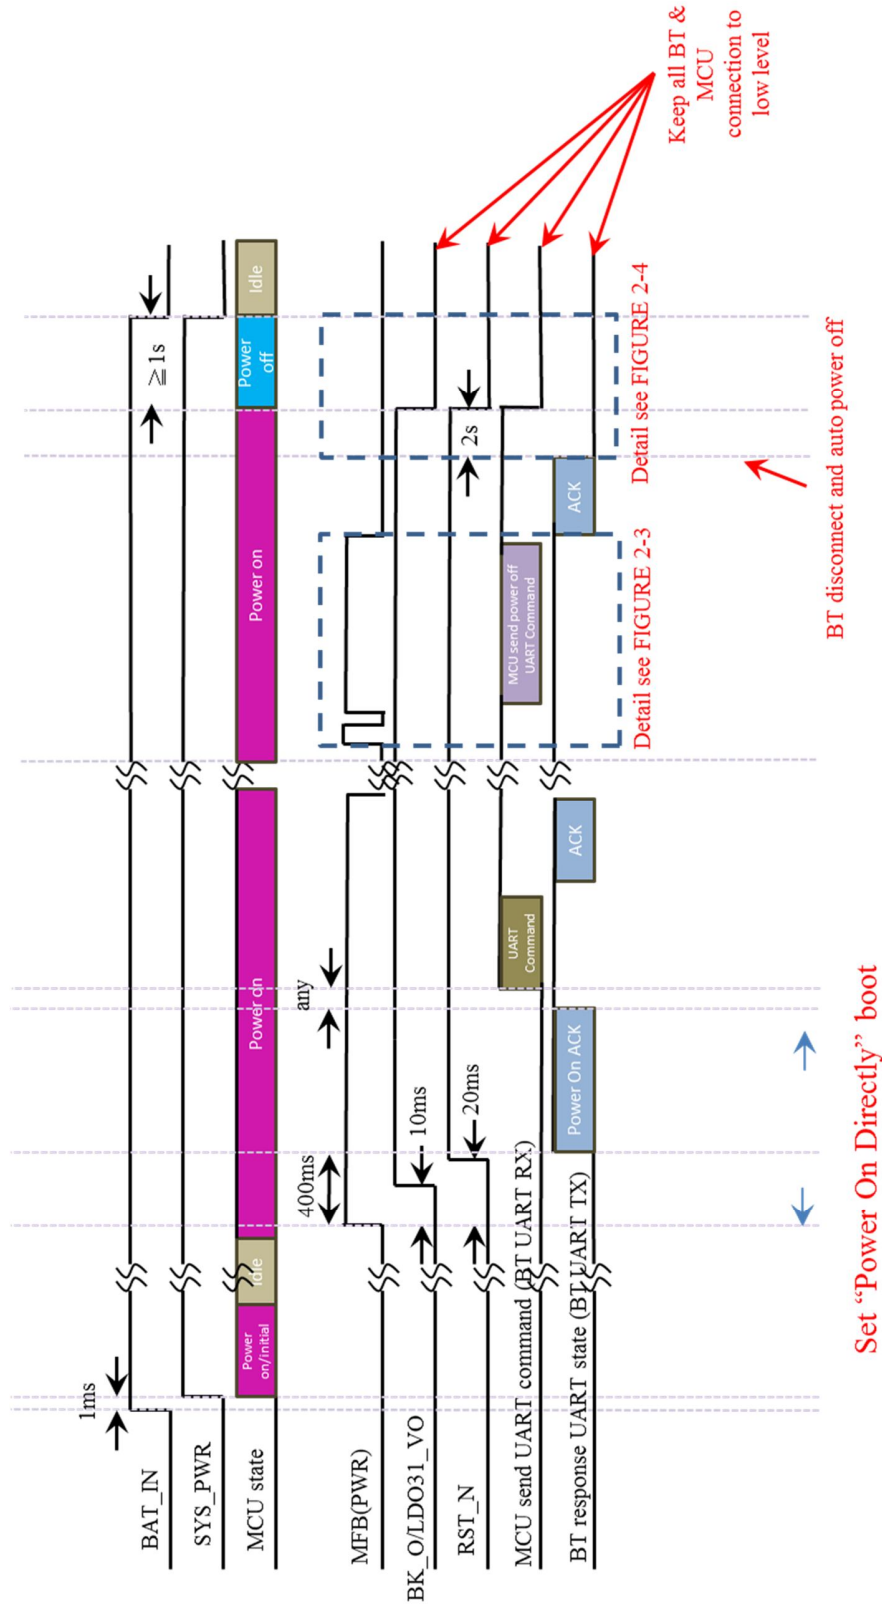 1ms
BAT_IN
≧1s
SYS_PWR
MCU state
Power
on/initial
Idle
Power on
Power on
Power
off
Idle
MFB(PWR)
400ms
any
BK_O/LDO31_VO
10ms
RST_N
20ms
2s
MCU send UART command (BT UART RX)
UART
Command
MCU send power off
UART Command
BT response UART state (BT UART TX)
Power On ACK
ACK
ACK
Detail see FIGURE 2-3
Detail see FIGURE 2-4
Keep all BT &
MCU
connection to
low level
BT disconnect and auto power off
Set “Power On Directly” boot